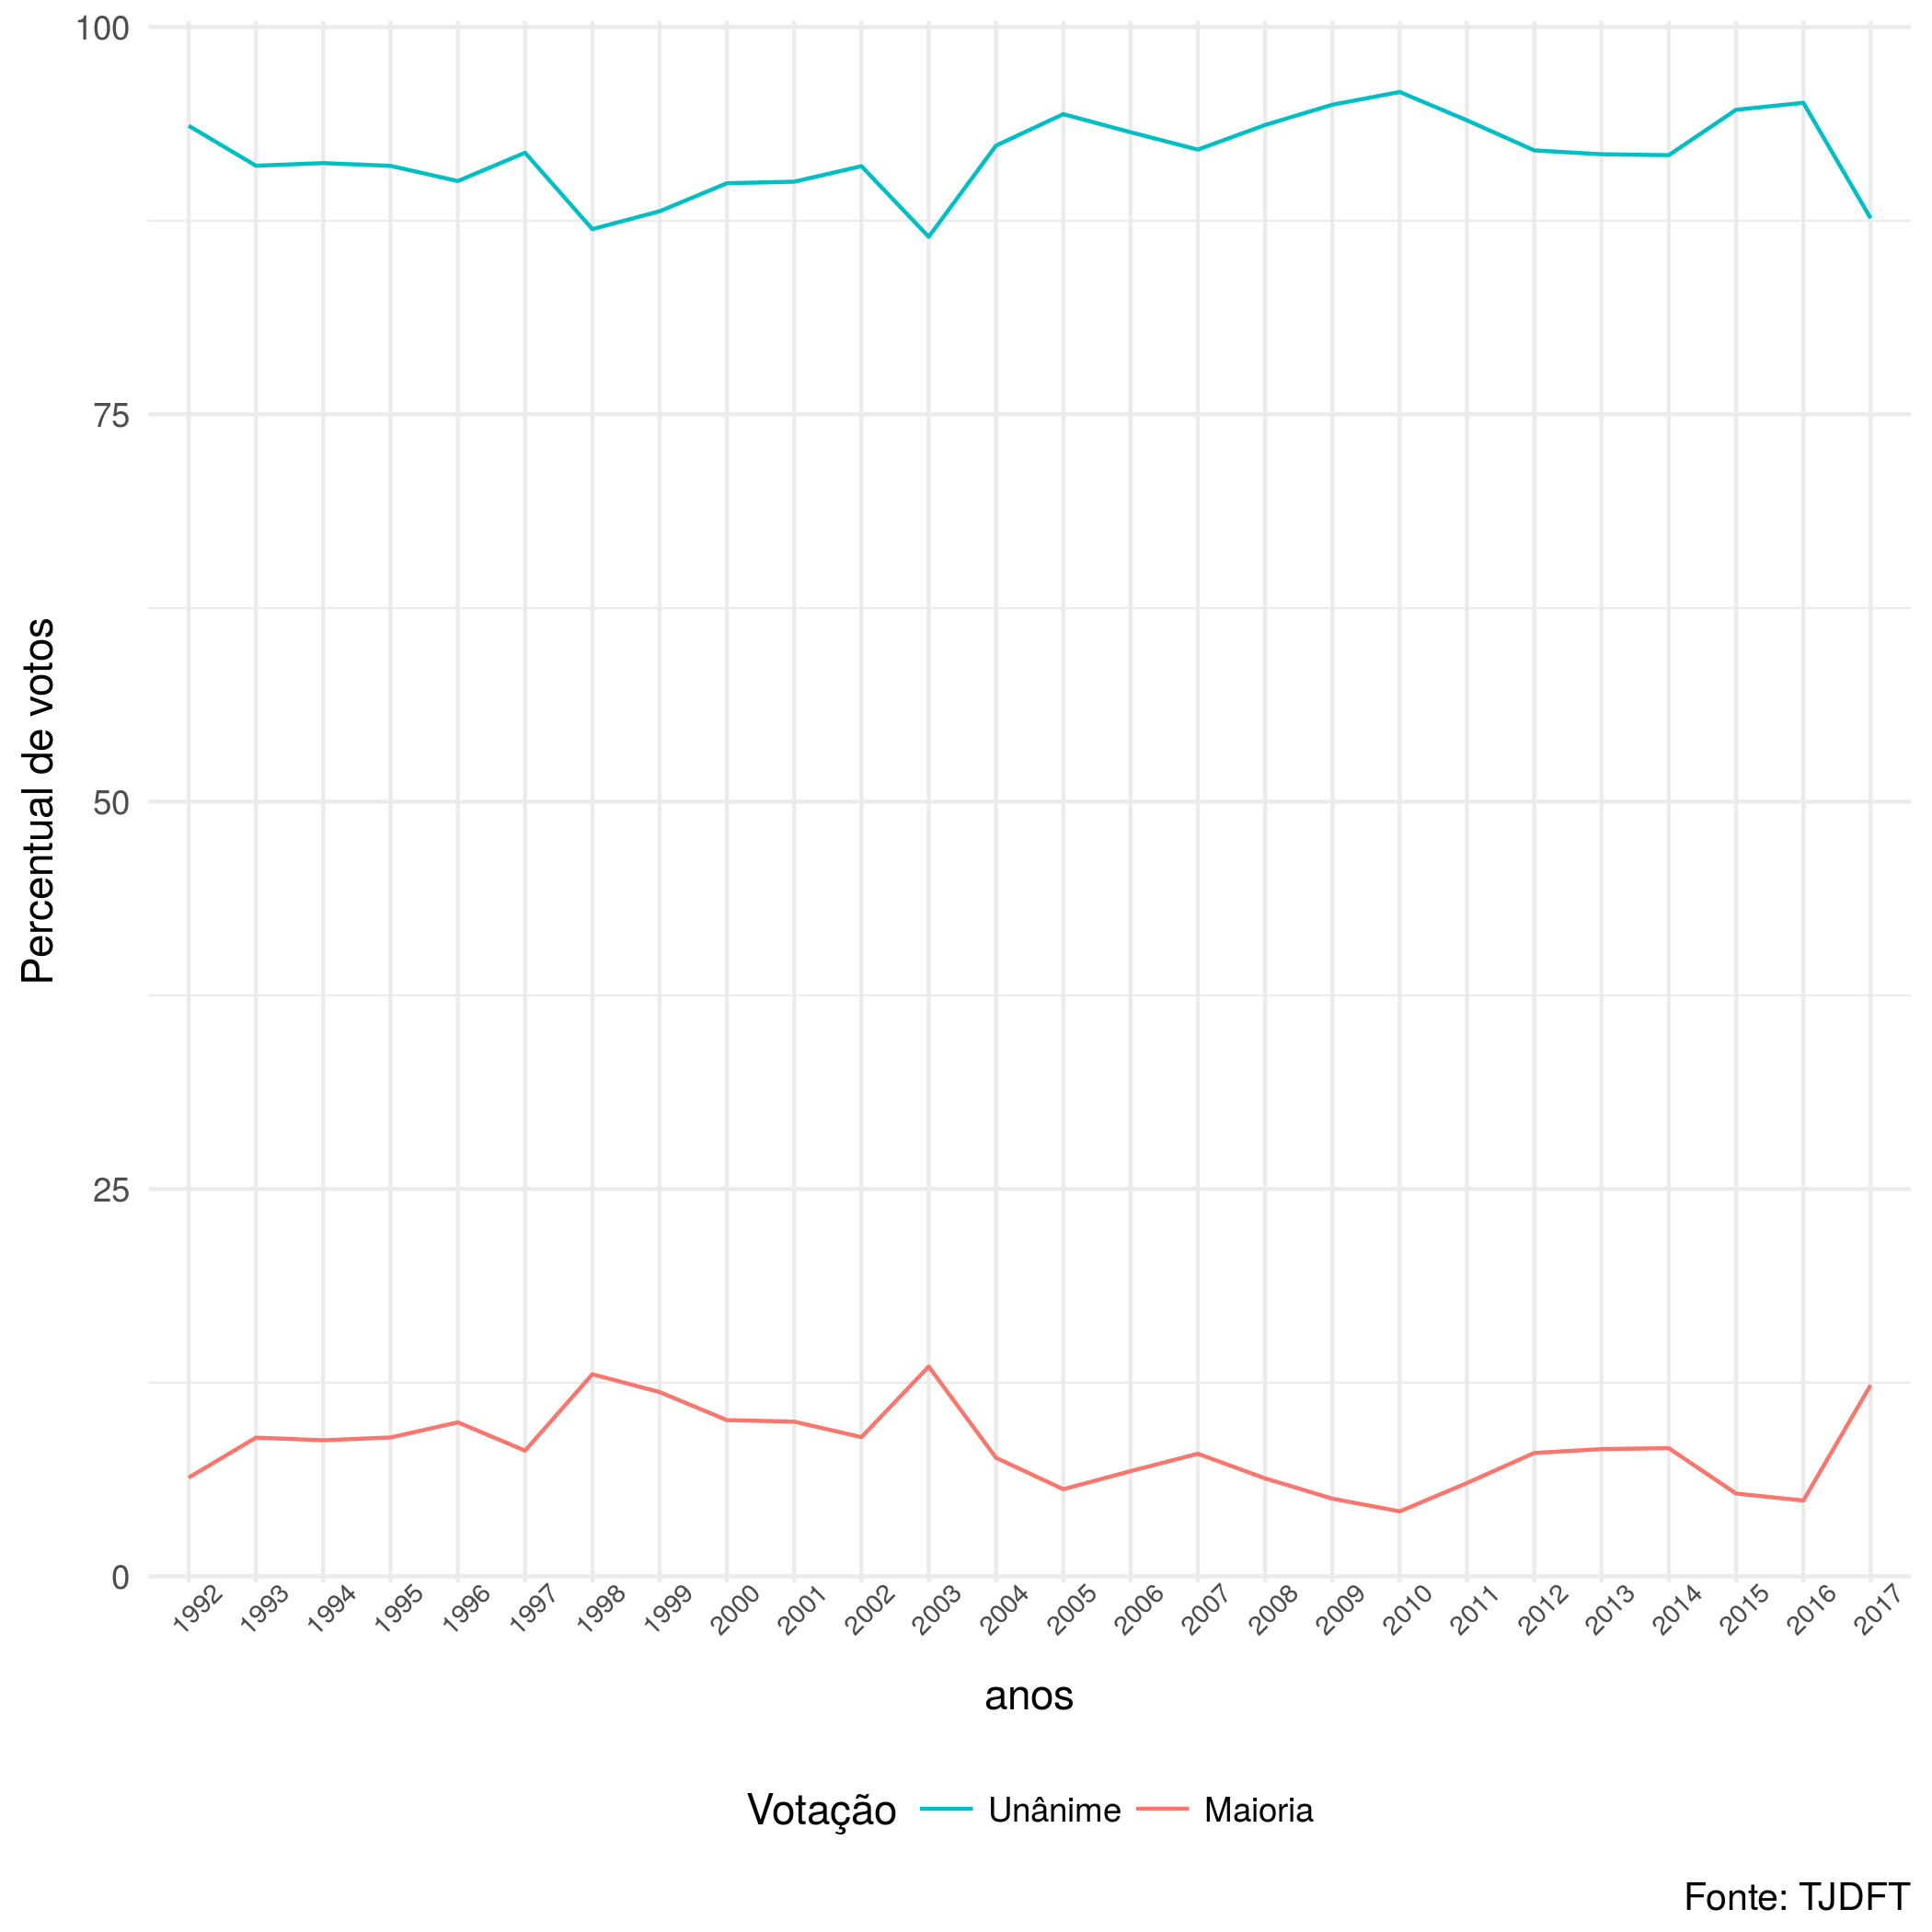 100
75
50
25
0
Percentual de votos
1992 1993 1994 1995 1996 1997 1998 1999 2000 2001 2002 2003 2004 2005 2006 2007 2008 2009 2010 2011 2012 2013 2014 2015 2016 2017
anos
Votação Unânime Maioria
Fonte: TJDFT